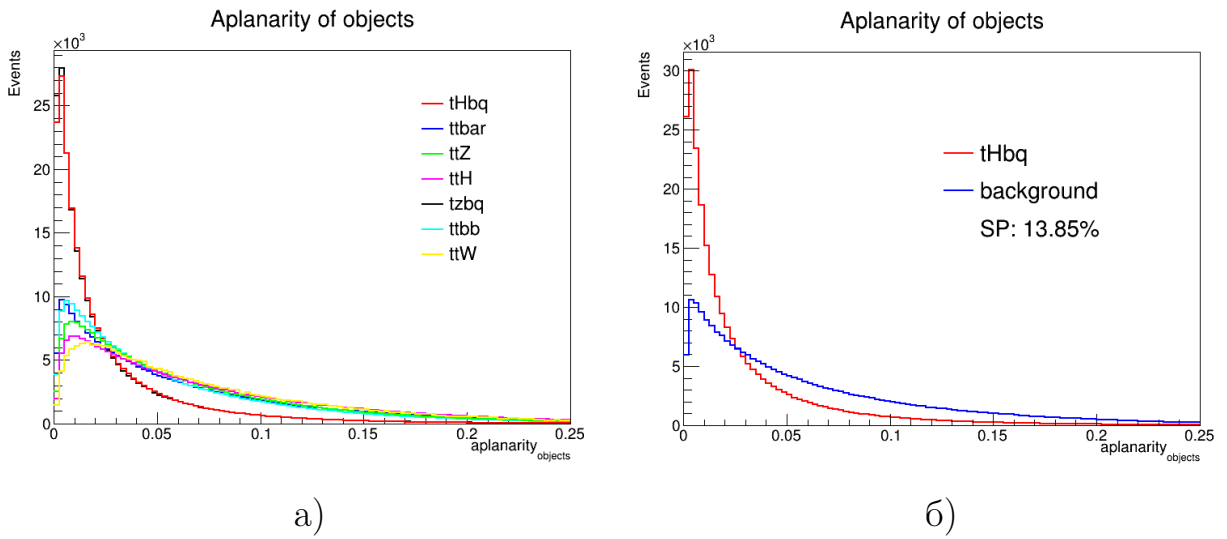 Aplanarity of objects
×10³
Events
25
20
15
10
5
0
tHbq
ttbar
ttZ
ttH
tzbq
ttbb
ttW
0 0.05 0.1 0.15 0.2 0.25
aplanarity_objects
а)
Aplanarity of objects
×10³
Events
30
25
20
15
10
5
0
tHbq
background
SP: 13.85%
0 0.05 0.1 0.15 0.2 0.25
aplanarity_objects
б)